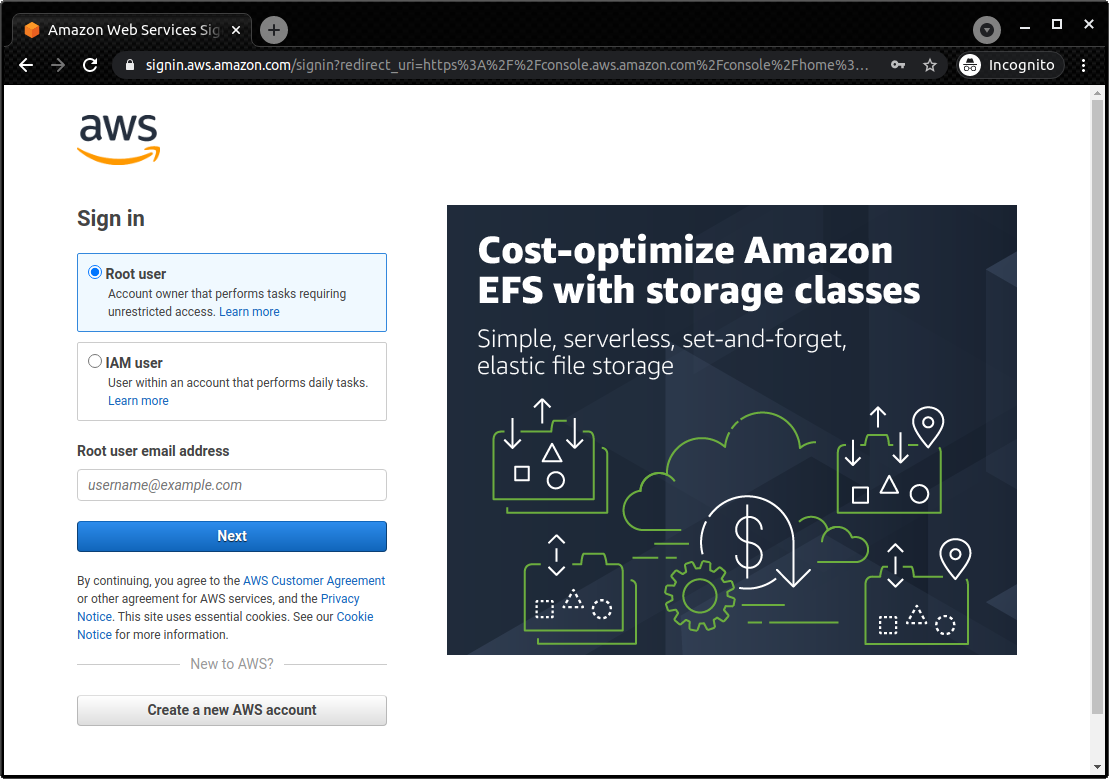 Amazon Web Services Sig
signin.aws.amazon.com/signin?redirect_uri=https%3A%2F%2Fconsole.aws.amazon.com%2Fconsole%2Fhome%3...
Incognito
aws
Sign in
Root user
Account owner that performs tasks requiring
unrestricted access. Learn more
IAM user
User within an account that performs daily tasks.
Learn more
Root user email address
username@example.com
Next
By continuing, you agree to the AWS Customer Agreement
or other agreement for AWS services, and the Privacy
Notice. This site uses essential cookies. See our Cookie
Notice for more information.
New to AWS?
Create a new AWS account
Cost-optimize Amazon
EFS with storage classes
Simple, serverless, set-and-forget,
elastic file storage
$